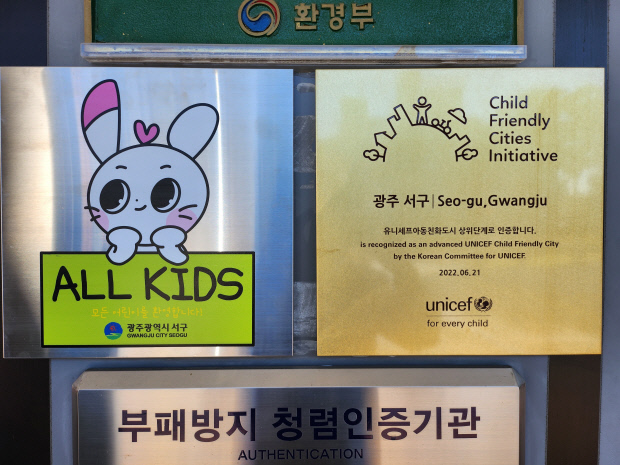 환경부
ALL KIDS
모든 어린이를 환영합니다!
광주광역시 서구
GWANGJU CITY SEOGU
Child
Friendly
Cities
Initiative
광주 서구 | Seo-gu,Gwangju
유니세프아동친화도시 상위단계로 인증합니다.
is recognized as an advanced UNICEF Child Friendly City
by the Korean Committee for UNICEF.
2022.06.21
unicef
for every child
부패방지 청렴인증기관
AUTHENTICATION